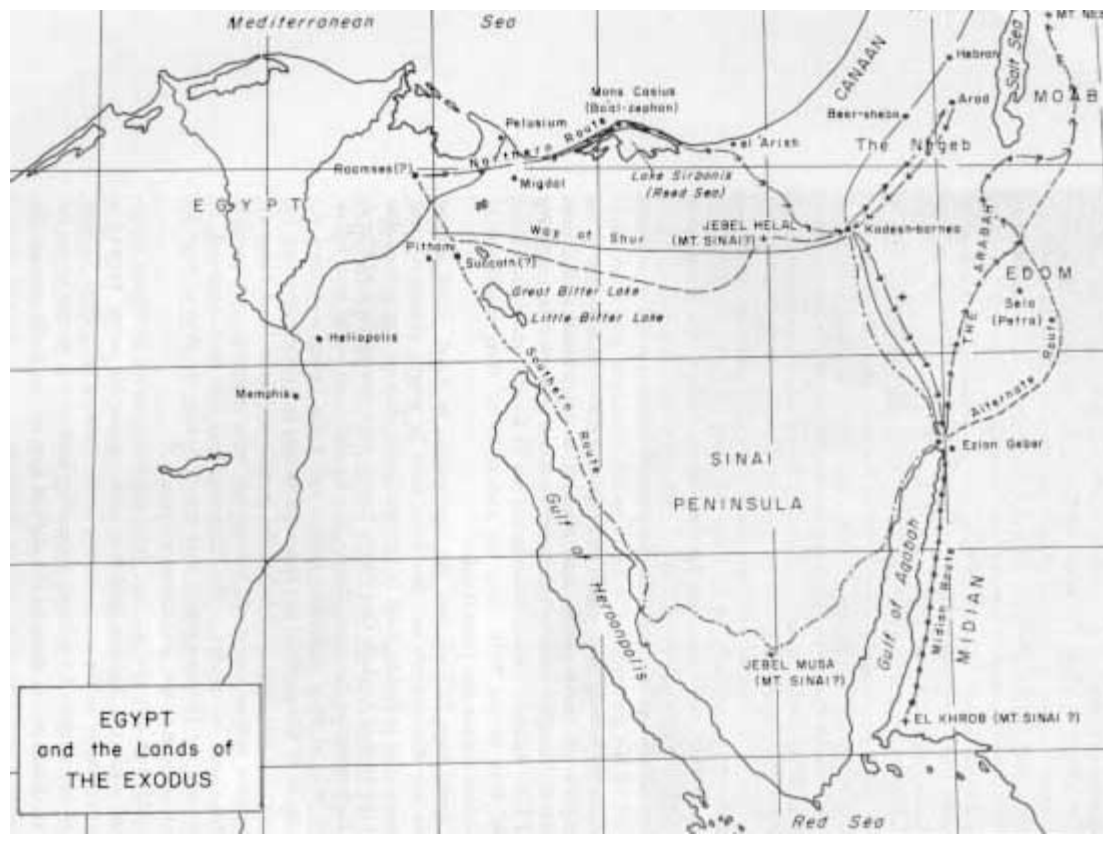 Mediterranean Sea
MT. NE
Salt Sea
Hebron
CANAAN
Mons Casius
(Baal-zephon)
Arad
MOAB
Beer-sheba
Pelusium
Northern Route
el 'Arish
The Negeb
Raamses(?)
Migdol
Lake Sirbonis
(Reed Sea)
EGYPT
JEBEL HELAL
(MT. SINAI?)
Way of Shur
Kadesh-barnea
Pithom
Succoth(?)
THE ARABAH
EDOM
Great Bitter Lake
Sela
(Petra)
Little Bitter Lake
Heliopolis
Southern Route
Alternate Route
Memphis
Ezion Geber
SINAI
PENINSULA
Gulf of Heroonpolis
Gulf of Aqabah
Midian Route
MIDIAN
JEBEL MUSA
(MT. SINAI?)
EL KHROB (MT. SINAI ?)
EGYPT
and the Lands of
THE EXODUS
Red Sea